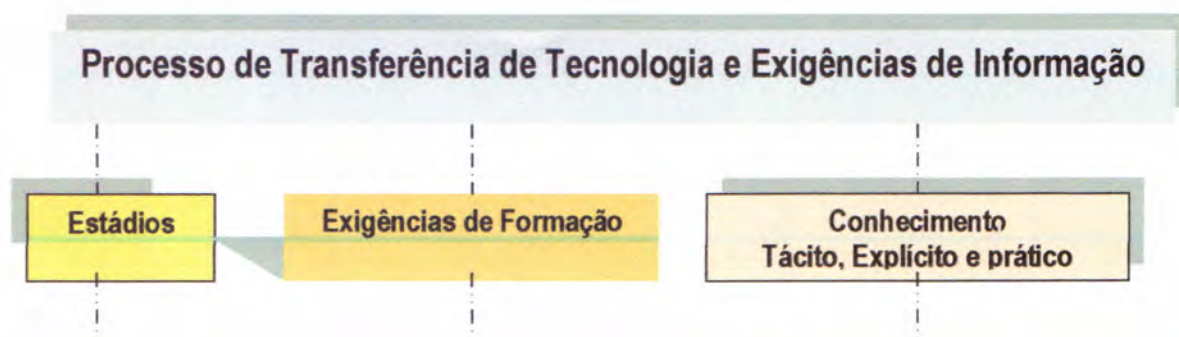 Processo de Transferência de Tecnologia e Exigências de Informação
Estádios
Exigências de Formação
Conhecimento
Tácito, Explícito e prático